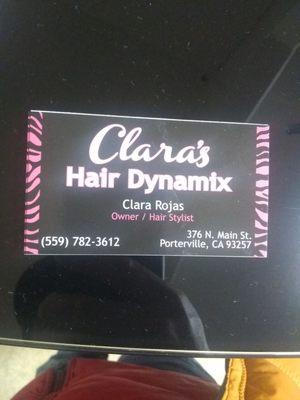 Clara's
Hair Dynamix
Clara Rojas
Owner / Hair Stylist
(559) 782-3612
376 N. Main St.
Porterville, CA 93257